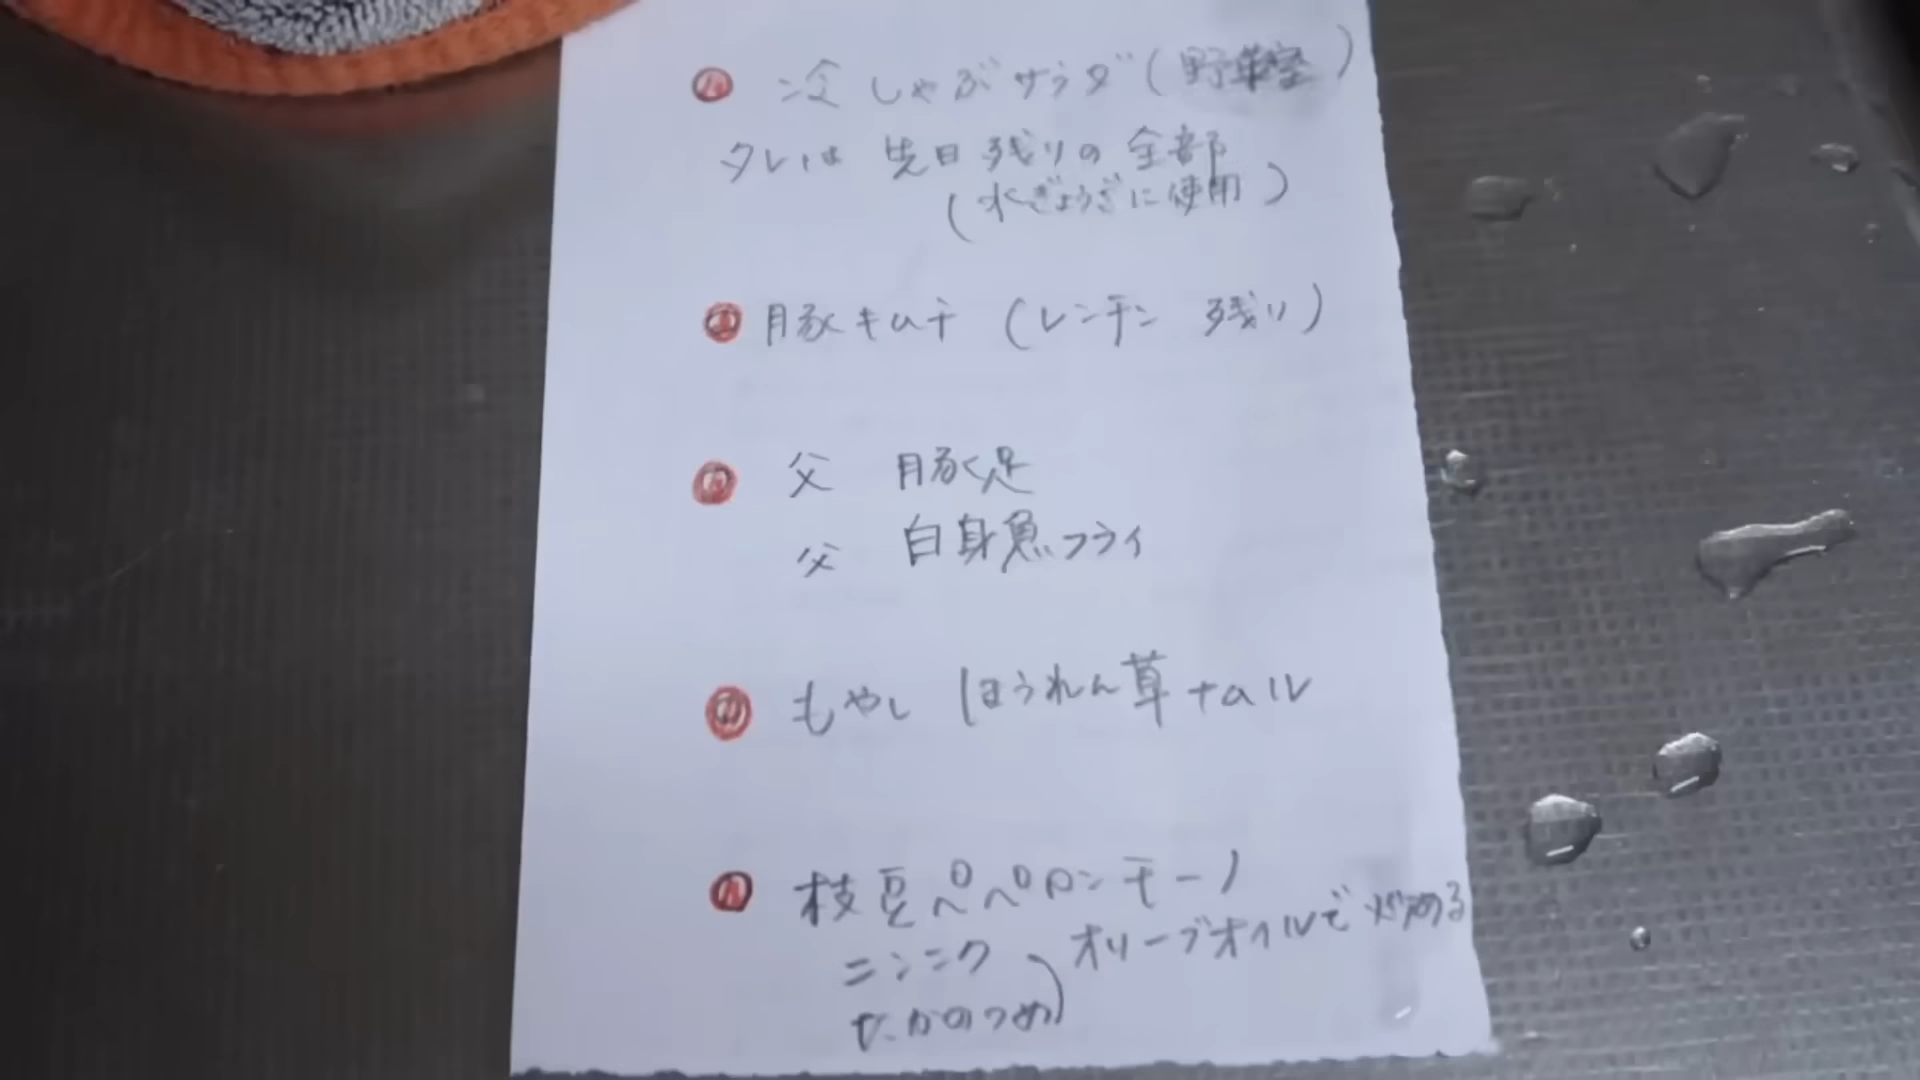 冷しゃぶサラダ(野菜室)
タレは 先日残りの全部
(水ぎょうざに使用)
豚キムチ (レンチン 残り)
父 豚足
父 白身魚フライ
もやし ほうれん草ナムル
枝豆ペペロンチーノ
ニンニク
たかのつめ) オリーブオイルで炒める